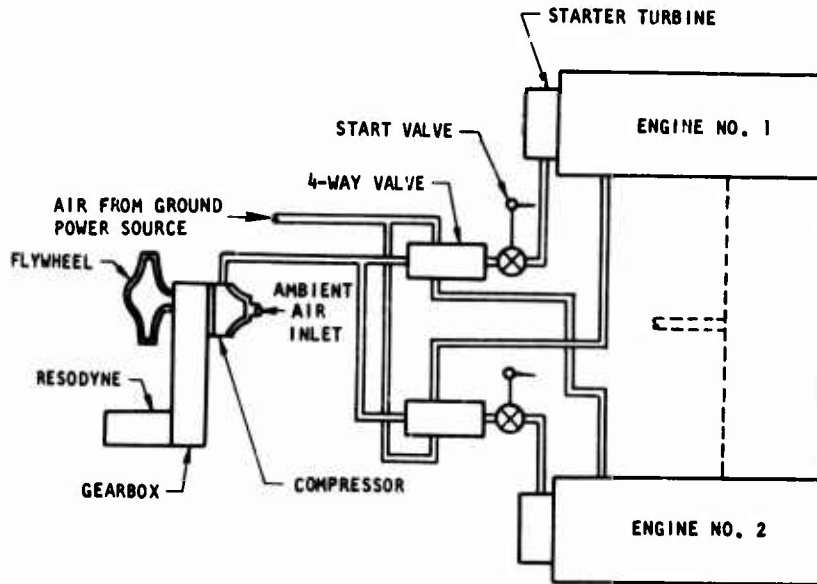 STARTER TURBINE
ENGINE NO. 1
START VALVE
4-WAY VALVE
AIR FROM GROUND
POWER SOURCE
FLYWHEEL
AMBIENT
AIR
INLET
RESODYNE
GEARBOX
COMPRESSOR
ENGINE NO. 2